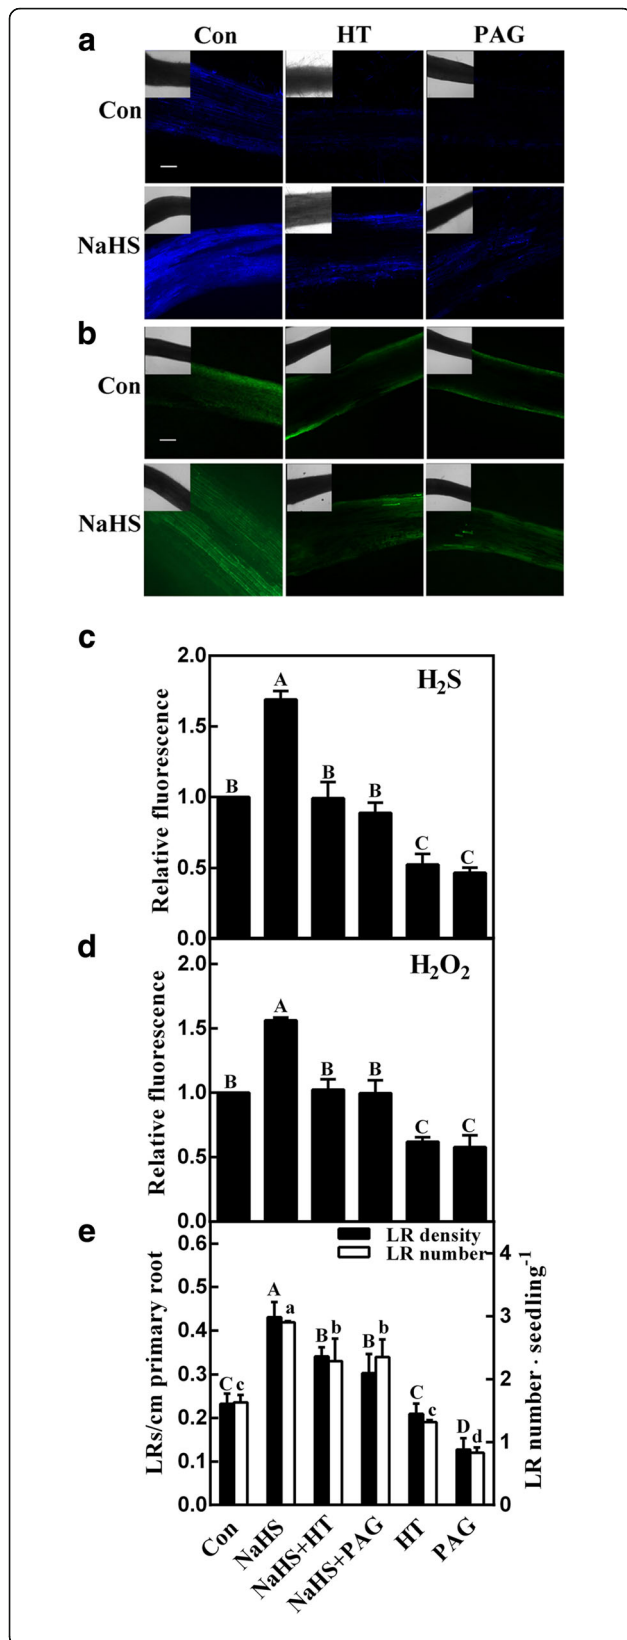 a
Con HT PAG
Con
NaHS
b
Con
NaHS
c
2.0
1.5
1.0
0.5
0.0
Relative fluorescence
H₂S
B A B B C C
d
2.0
1.5
1.0
0.5
0.0
Relative fluorescence
H₂O₂
B A B B C C
e
0.6
0.5
0.4
0.3
0.2
0.1
0.0
LRs/cm primary root
LR density
LR number
4
3
2
1
0
LR number · seedling⁻¹
C c A a B b B b C c D d
Con NaHS NaHS+HT NaHS+PAG HT PAG